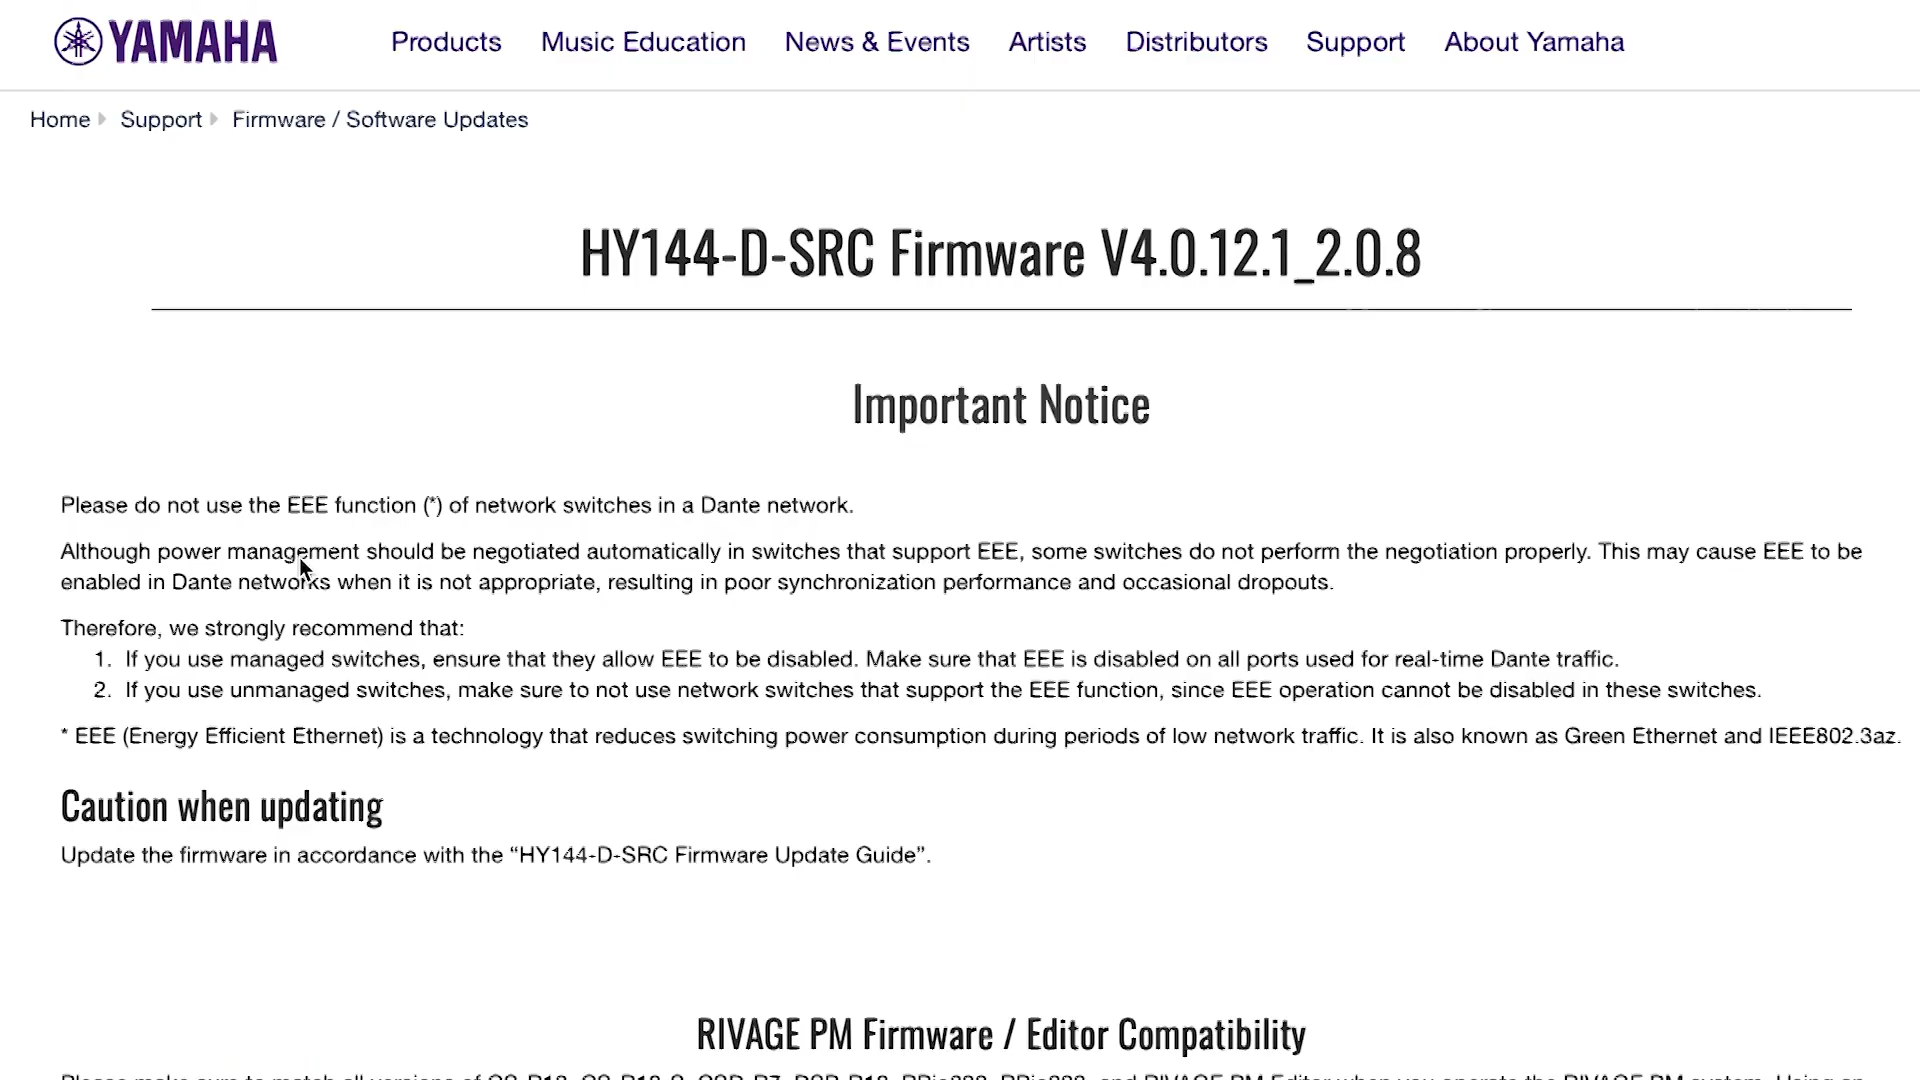 YAMAHA Products Music Education News & Events Artists Distributors Support About Yamaha
Home Support Firmware / Software Updates
HY144-D-SRC Firmware V4.0.12.1_2.0.8
Important Notice
Please do not use the EEE function (*) of network switches in a Dante network.
Although power management should be negotiated automatically in switches that support EEE, some switches do not perform the negotiation properly. This may cause EEE to be
enabled in Dante networks when it is not appropriate, resulting in poor synchronization performance and occasional dropouts.
Therefore, we strongly recommend that:
1. If you use managed switches, ensure that they allow EEE to be disabled. Make sure that EEE is disabled on all ports used for real-time Dante traffic.
2. If you use unmanaged switches, make sure to not use network switches that support the EEE function, since EEE operation cannot be disabled in these switches.
* EEE (Energy Efficient Ethernet) is a technology that reduces switching power consumption during periods of low network traffic. It is also known as Green Ethernet and IEEE802.3az.
Caution when updating
Update the firmware in accordance with the “HY144-D-SRC Firmware Update Guide”.
RIVAGE PM Firmware / Editor Compatibility